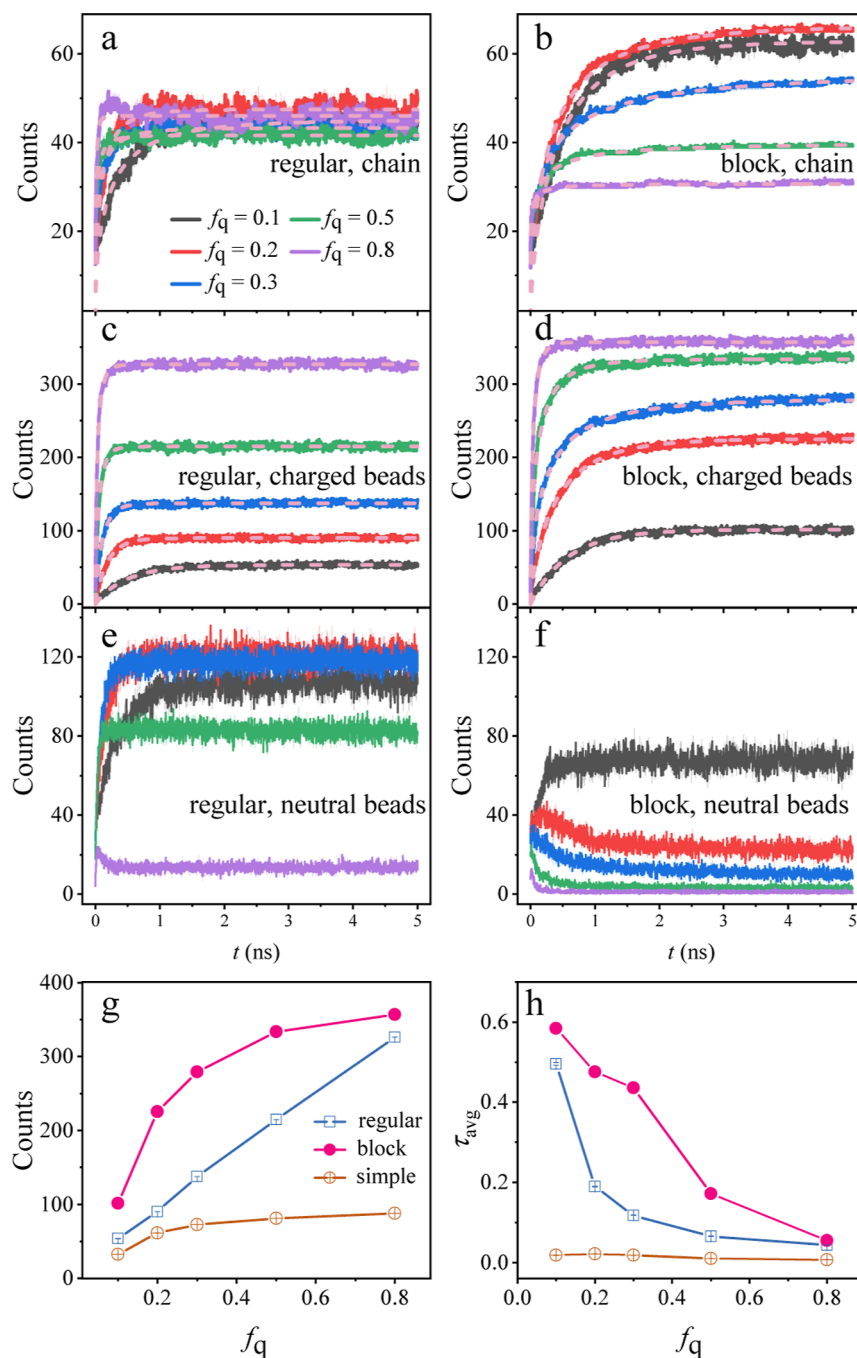 a
b
60
60
Counts
40
Counts
40
regular, chain
block, chain
fq = 0.1
fq = 0.5
20
20
fq = 0.2
fq = 0.8
fq = 0.3
c
d
300
300
Counts
200
Counts
200
regular, charged beads
block, charged beads
100
100
0
0
e
f
120
120
Counts
80
Counts
80
regular, neutral beads
block, neutral beads
40
40
0
0
0 1 2 3 4 5
0 1 2 3 4 5
t (ns)
t (ns)
400
g
h
0.6
300
Counts
regular
τavg
0.4
200
block
simple
0.2
100
0
0.0
0.2 0.4 0.6 0.8
0.0 0.2 0.4 0.6 0.8
fq
fq